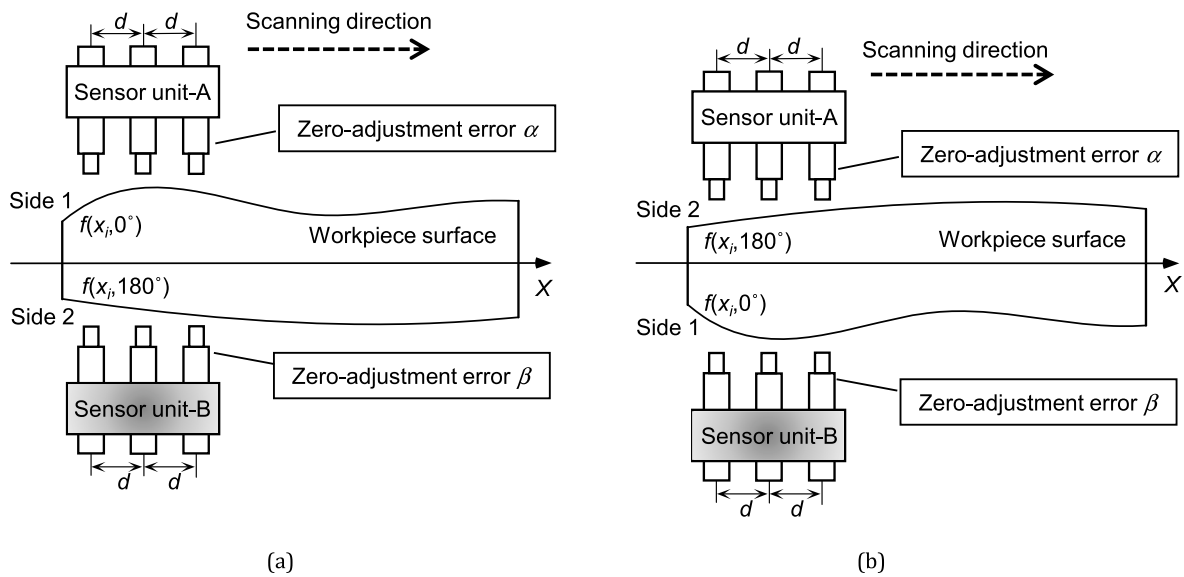 d
d
Scanning direction
Sensor unit-A
Zero-adjustment error α
Side 1
f(xᵢ,0°)
Workpiece surface
f(xᵢ,180°)
X
Side 2
Zero-adjustment error β
Sensor unit-B
d
d
(a)
d
d
Scanning direction
Sensor unit-A
Zero-adjustment error α
Side 2
f(xᵢ,180°)
Workpiece surface
X
f(xᵢ,0°)
Side 1
Zero-adjustment error β
Sensor unit-B
d
d
(b)